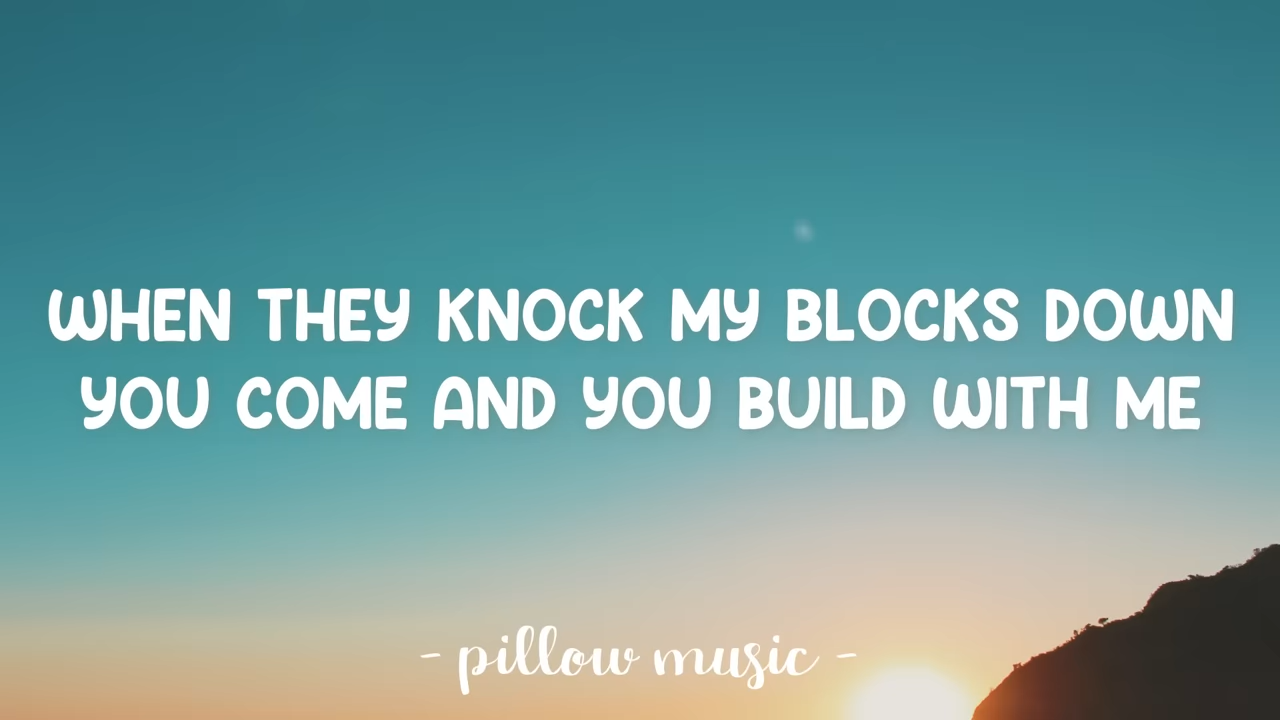 WHEN THEY KNOCK MY BLOCKS DOWN
YOU COME AND YOU BUILD WITH ME
- pillow music -